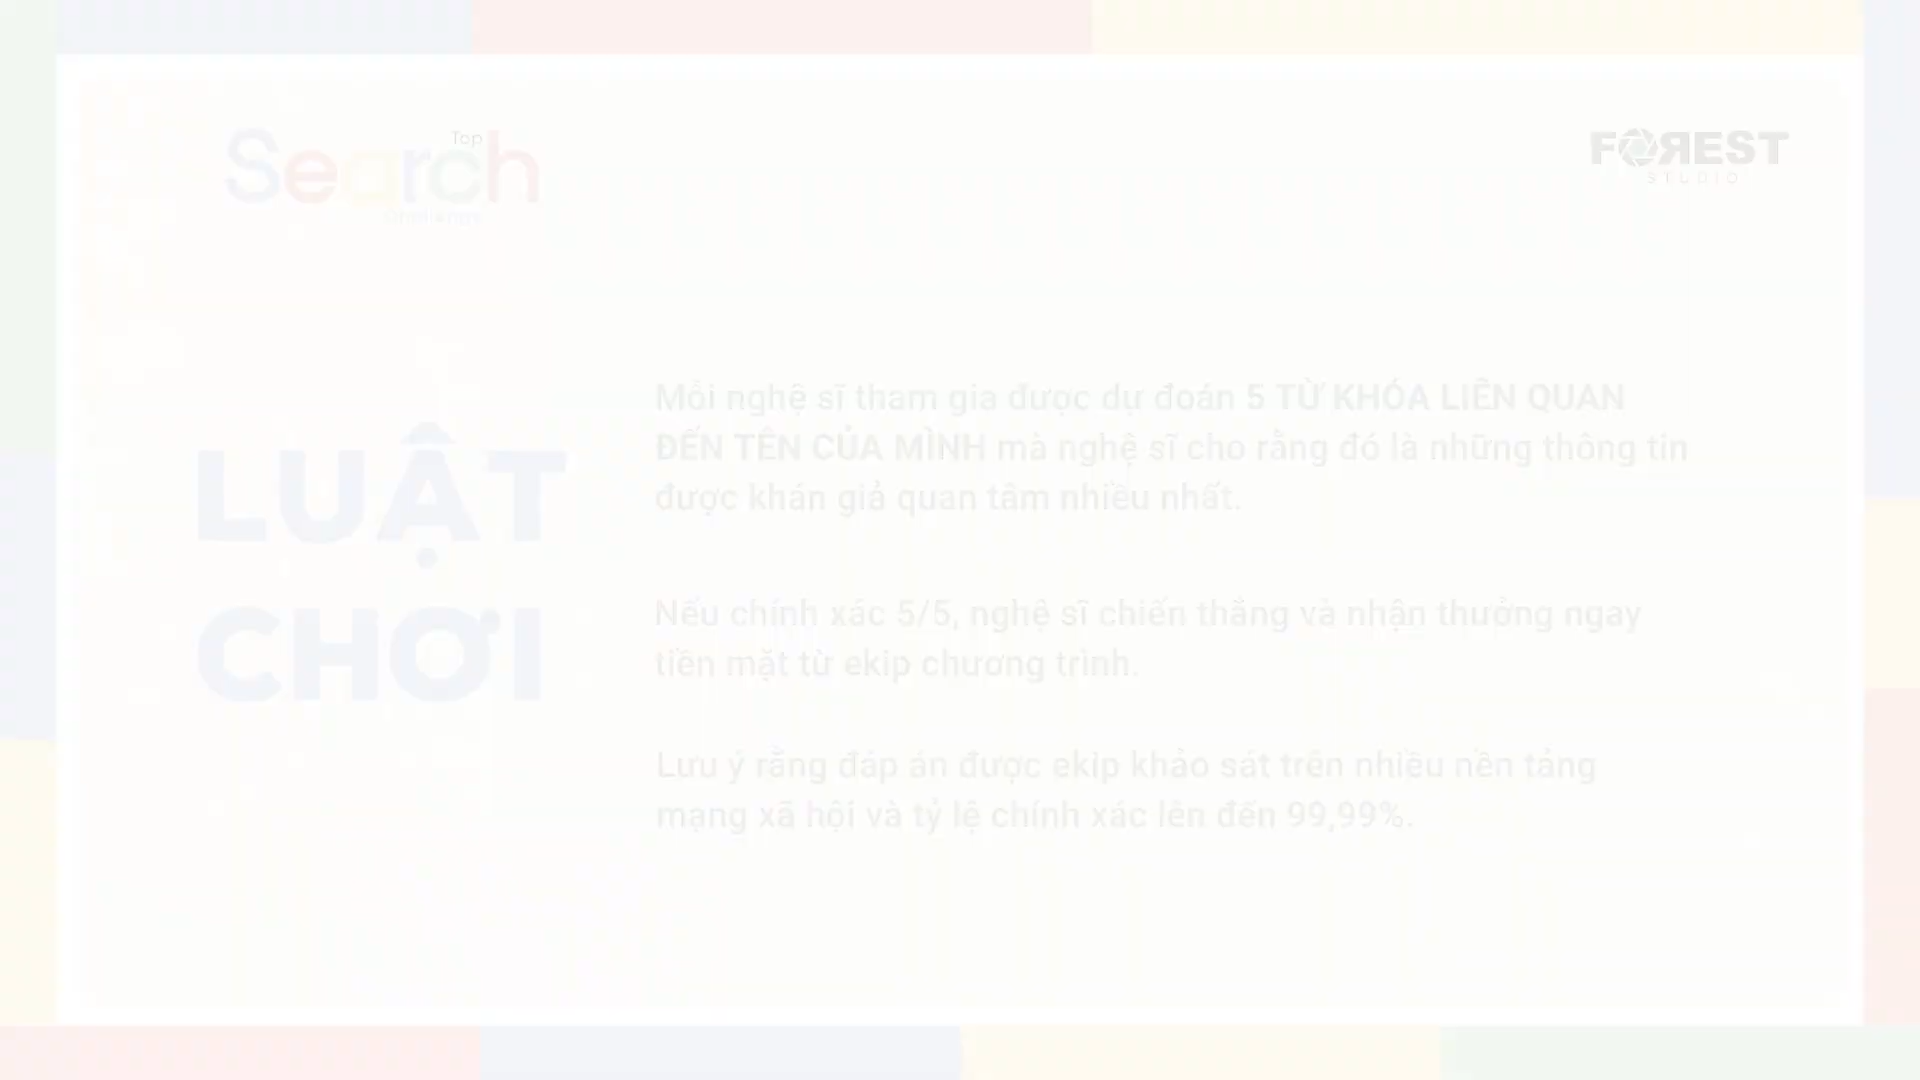 Top
Search
Challenge
FOREST
STUDIO
LUẬT
CHƠI
Mỗi nghệ sĩ tham gia được dự đoán 5 TỪ KHÓA LIÊN QUAN
ĐẾN TÊN CỦA MÌNH mà nghệ sĩ cho rằng đó là những thông tin
được khán giả quan tâm nhiều nhất.
Nếu chính xác 5/5, nghệ sĩ chiến thắng và nhận thưởng ngay
tiền mặt từ ekip chương trình.
Lưu ý rằng đáp án được ekip khảo sát trên nhiều nền tảng
mạng xã hội và tỷ lệ chính xác lên đến 99,99%.